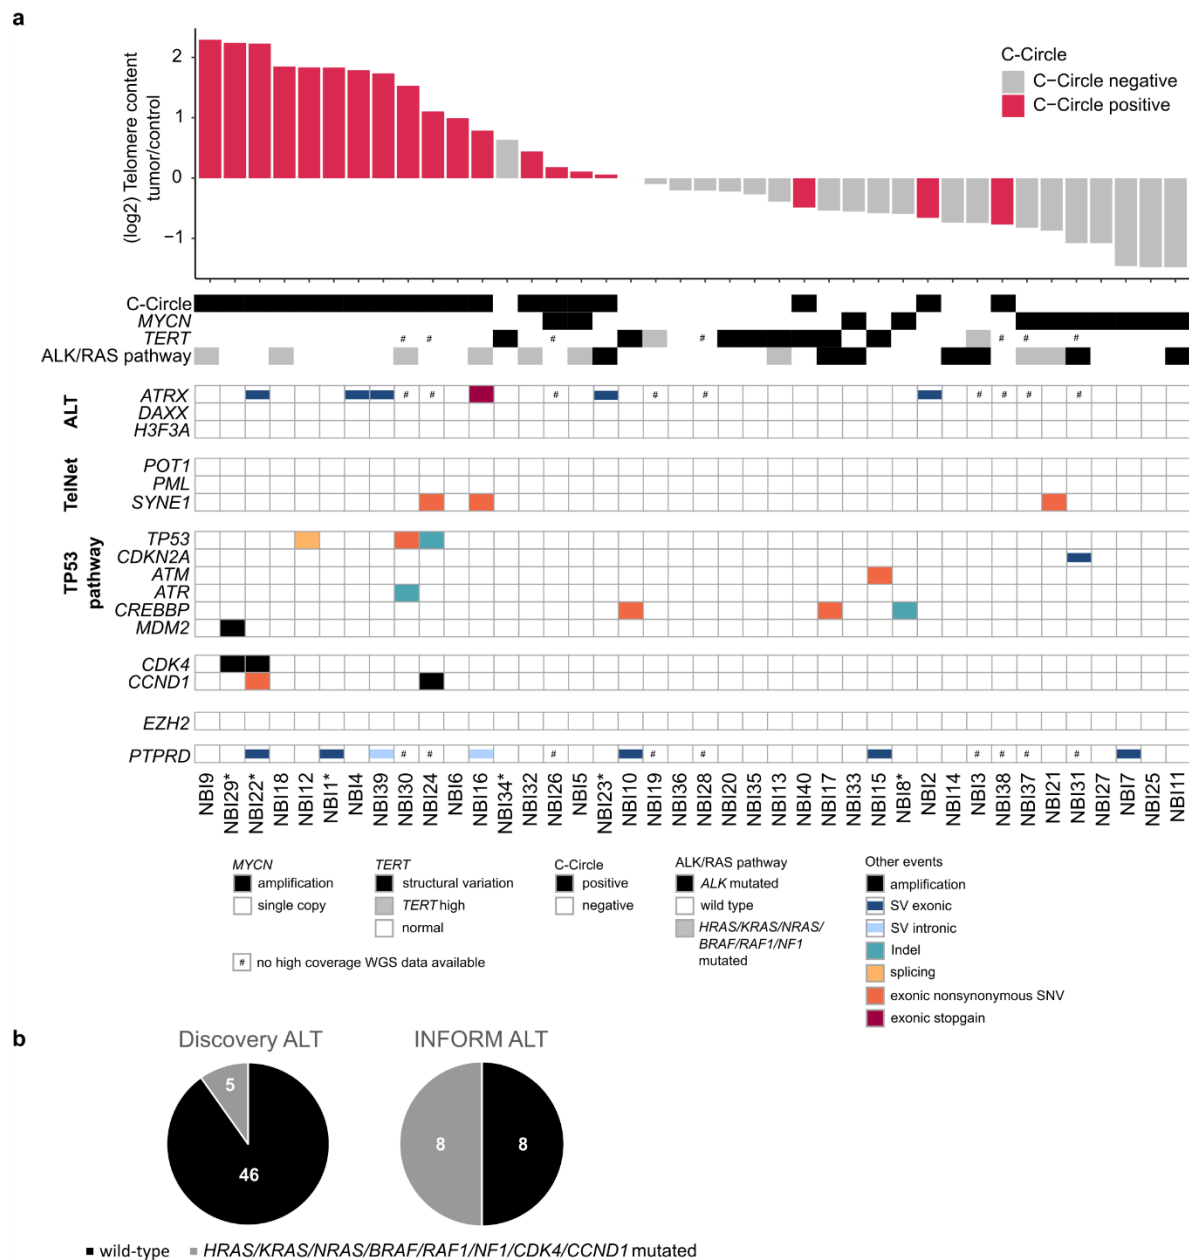 a
(log2) Telomere content
tumor/control
2
1
0
−1
C-Circle
C−Circle negative
C−Circle positive
C-Circle
MYCN
TERT # # # # # # #
ALK/RAS pathway
ALT
ATRX # # # # # # # # #
DAXX
H3F3A
TelNet
POT1
PML
SYNE1
TP53
pathway
TP53
CDKN2A
ATM
ATR
CREBBP
MDM2
CDK4
CCND1
EZH2
PTPRD # # # # # # # # #
NBI9 NBI29* NBI22* NBI18 NBI12 NBI1* NBI4 NBI39 NBI30 NBI24 NBI6 NBI16 NBI34* NBI32 NBI26 NBI5 NBI23* NBI10 NBI19 NBI36 NBI28 NBI20 NBI35 NBI13 NBI40 NBI17 NBI33 NBI15 NBI8* NBI2 NBI14 NBI3 NBI38 NBI37 NBI21 NBI31 NBI27 NBI7 NBI25 NBI11
MYCN
amplification
single copy
TERT
structural variation
TERT high
normal
# no high coverage WGS data available
C-Circle
positive
negative
ALK/RAS pathway
ALK mutated
wild type
HRAS/KRAS/NRAS/
BRAF/RAF1/NF1
mutated
Other events
amplification
SV exonic
SV intronic
Indel
splicing
exonic nonsynonymous SNV
exonic stopgain
b
Discovery ALT
5
46
INFORM ALT
8
8
wild-type HRAS/KRAS/NRAS/BRAF/RAF1/NF1/CDK4/CCND1 mutated